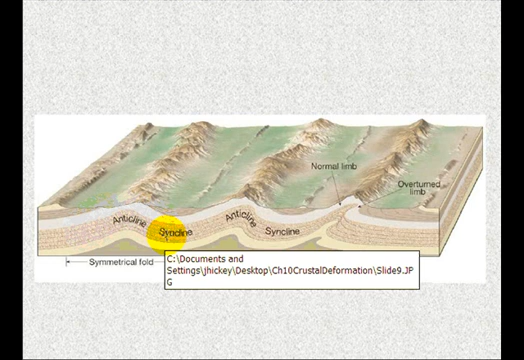 Normal limb
Overturned
limb
Anticline
Anticline
Syncline
Syncline
Symmetrical fold
C:\Documents and
Settings\jhickey\Desktop\Ch10CrustalDeformation\Slide9.JP
G